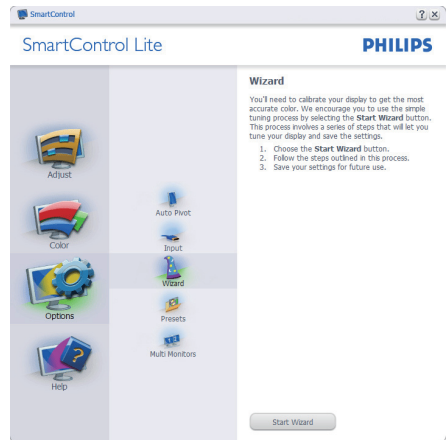 SmartControl
SmartControl Lite
PHILIPS
Adjust
Color
Options
Help
Auto Pivot
Input
Wizard
Presets
Multi Monitors
Wizard
You'll need to calibrate your display to get the most
accurate color. We encourage you to use the simple
tuning process by selecting the Start Wizard button.
This process involves a series of steps that will let you
tune your display and save the settings.
1. Choose the Start Wizard button.
2. Follow the steps outlined in this process.
3. Save your settings for future use.
Start Wizard